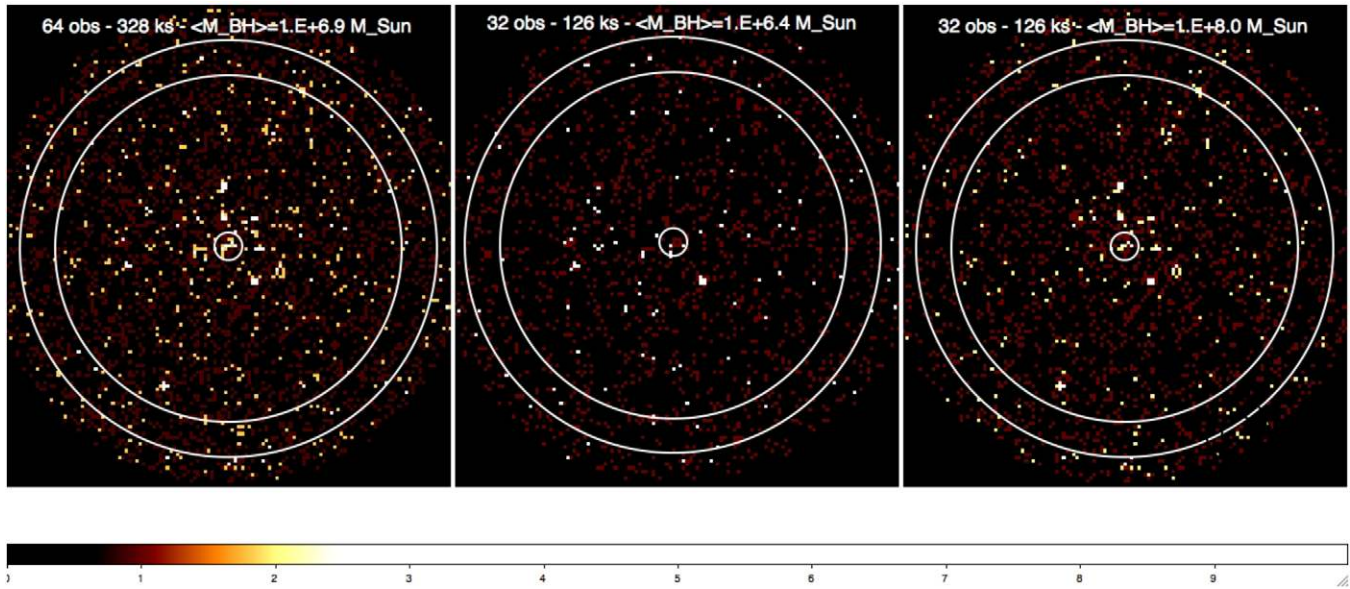 64 obs - 328 ks - <M_BH>=1.E+6.9 M_Sun
32 obs - 126 ks - <M_BH>=1.E+6.4 M_Sun
32 obs - 126 ks - <M_BH>=1.E+8.0 M_Sun
0 1 2 3 4 5 6 7 8 9